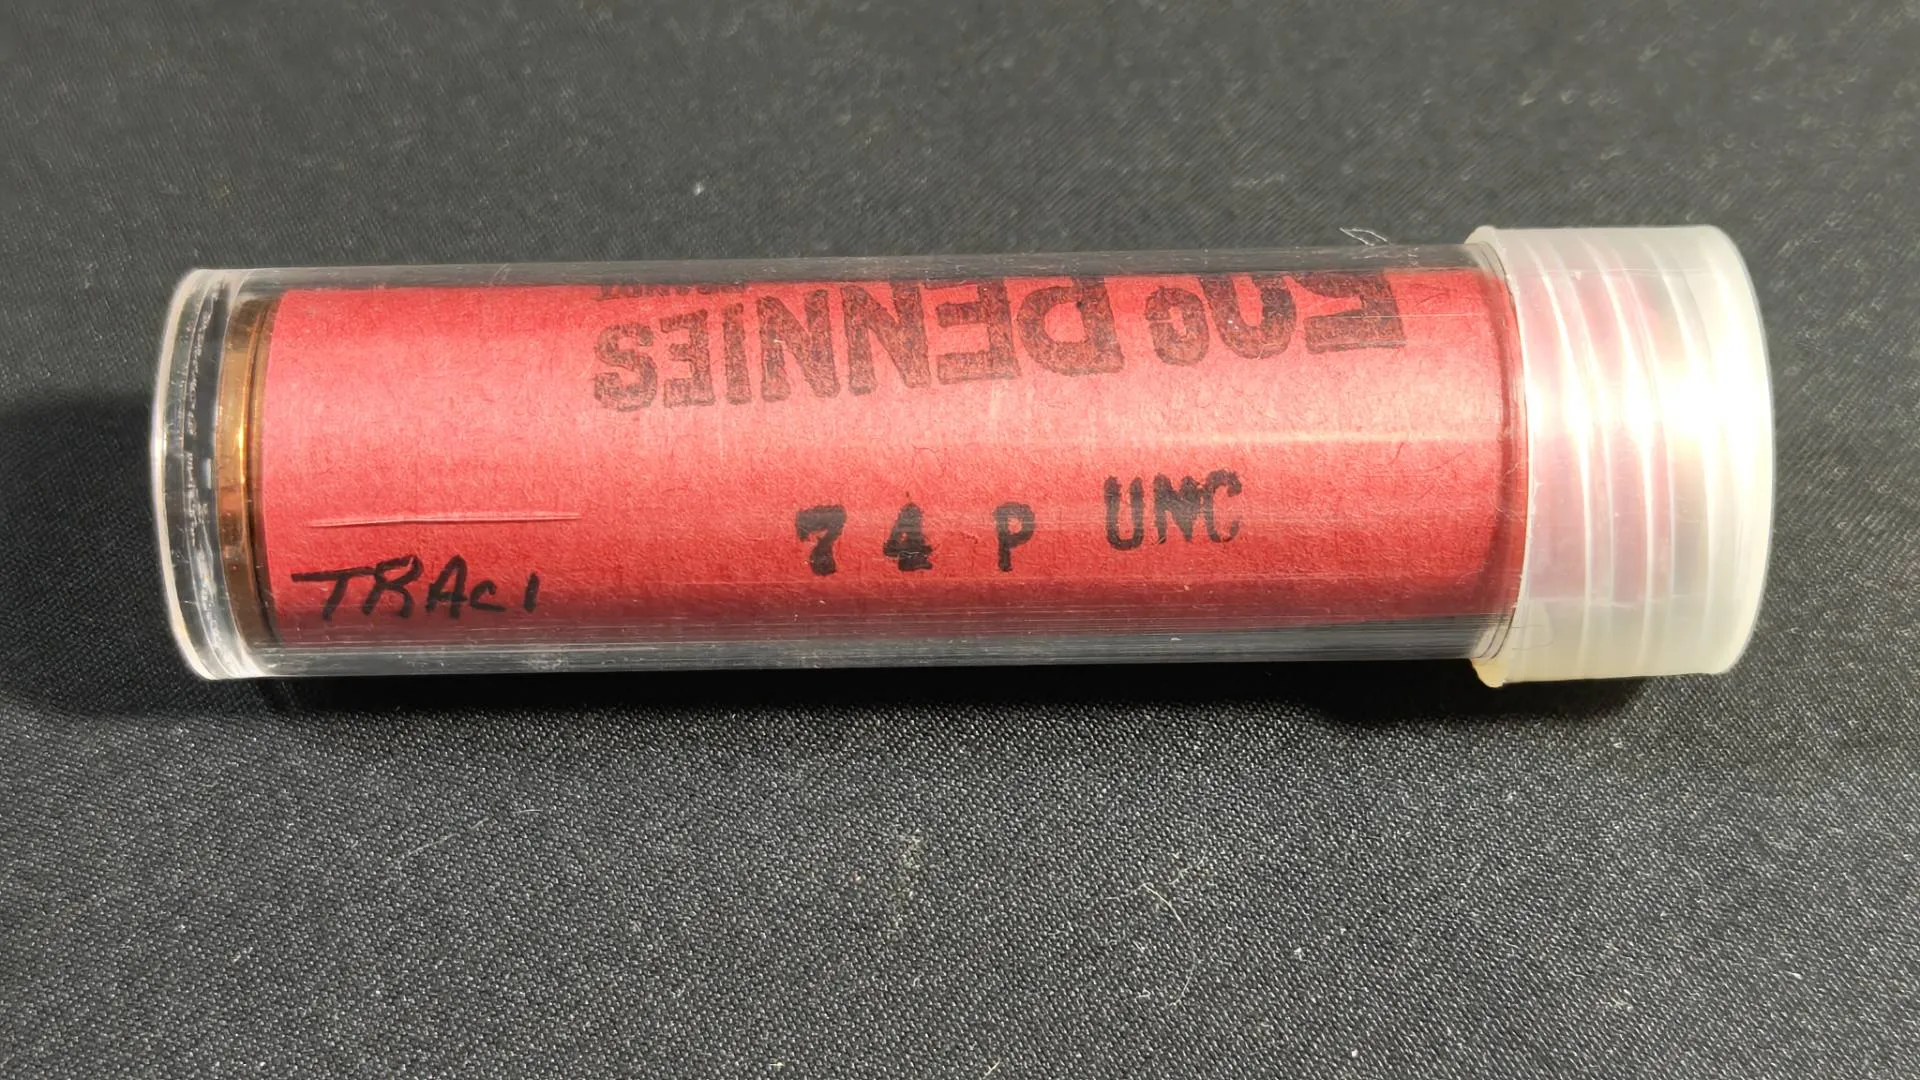 50¢ PENNIES
74 P UNC
TRACI